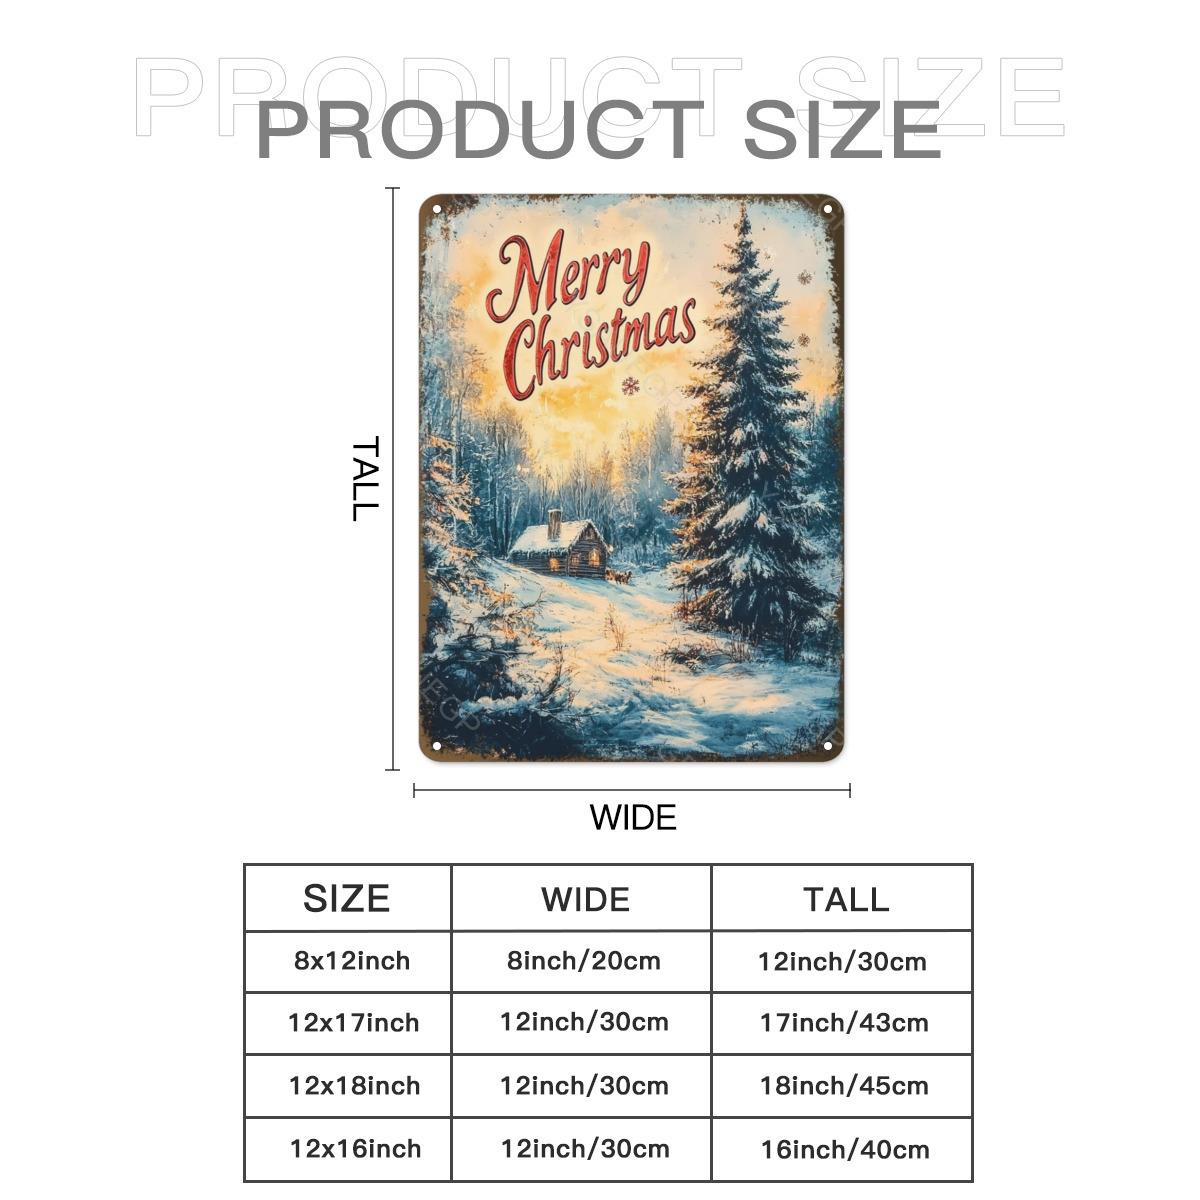 PRODUCT SIZE
PRODUCT SIZE
Merry
Christmas
TALL
WIDE
SIZE WIDE TALL
8x12inch 8inch/20cm 12inch/30cm
12x17inch 12inch/30cm 17inch/43cm
12x18inch 12inch/30cm 18inch/45cm
12x16inch 12inch/30cm 16inch/40cm